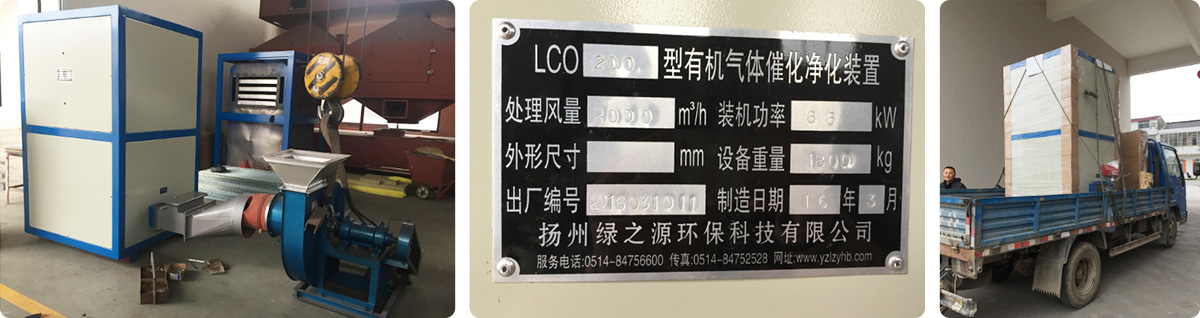 LCO 200 型有机气体催化净化装置
处理风量 2000 m³/h 装机功率 66 kW
外形尺寸 mm 设备重量 1800 kg
出厂编号 2016031011 制造日期 16 年 3 月
扬州绿之源环保科技有限公司
服务电话:0514-84756600 传真:0514-84752528 网址:www.yzlzyhb.com